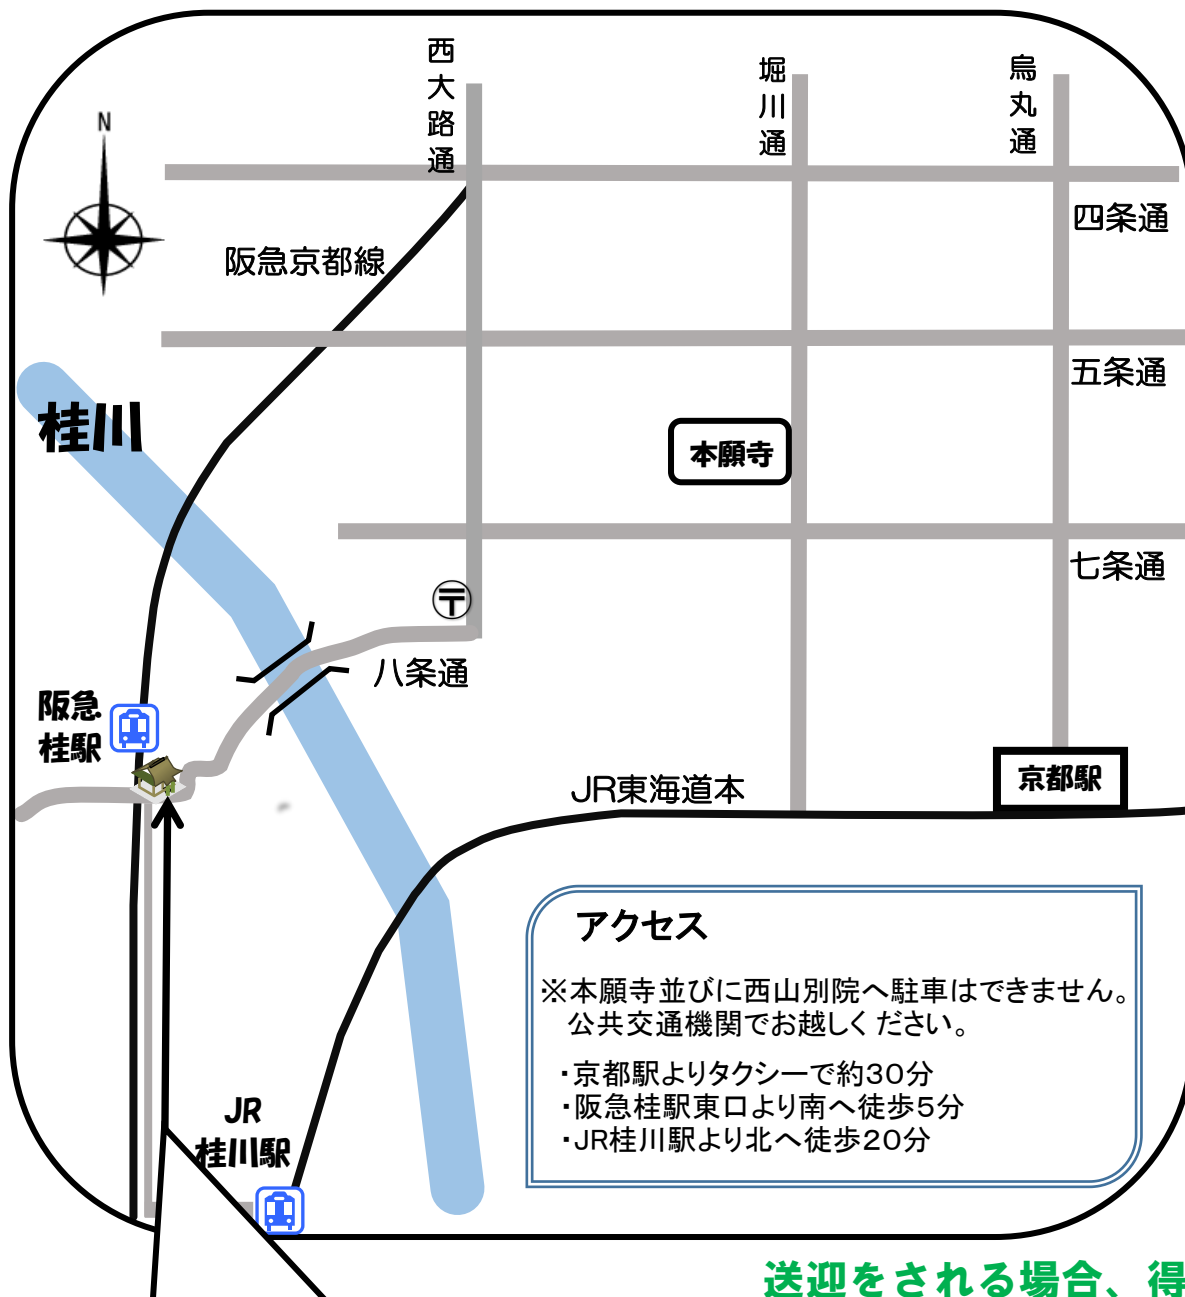 西大路通
堀川通
烏丸通
N
四条通
阪急京都線
五条通
桂川
本願寺
七条通
〒
八条通
阪急
桂駅
JR東海道本
京都駅
アクセス
※本願寺並びに西山別院へ駐車はできません。
公共交通機関でお越しください。
・京都駅よりタクシーで約30分
・阪急桂駅東口より南へ徒歩5分
・JR桂川駅より北へ徒歩20分
JR
桂川駅
送迎をされる場合、得